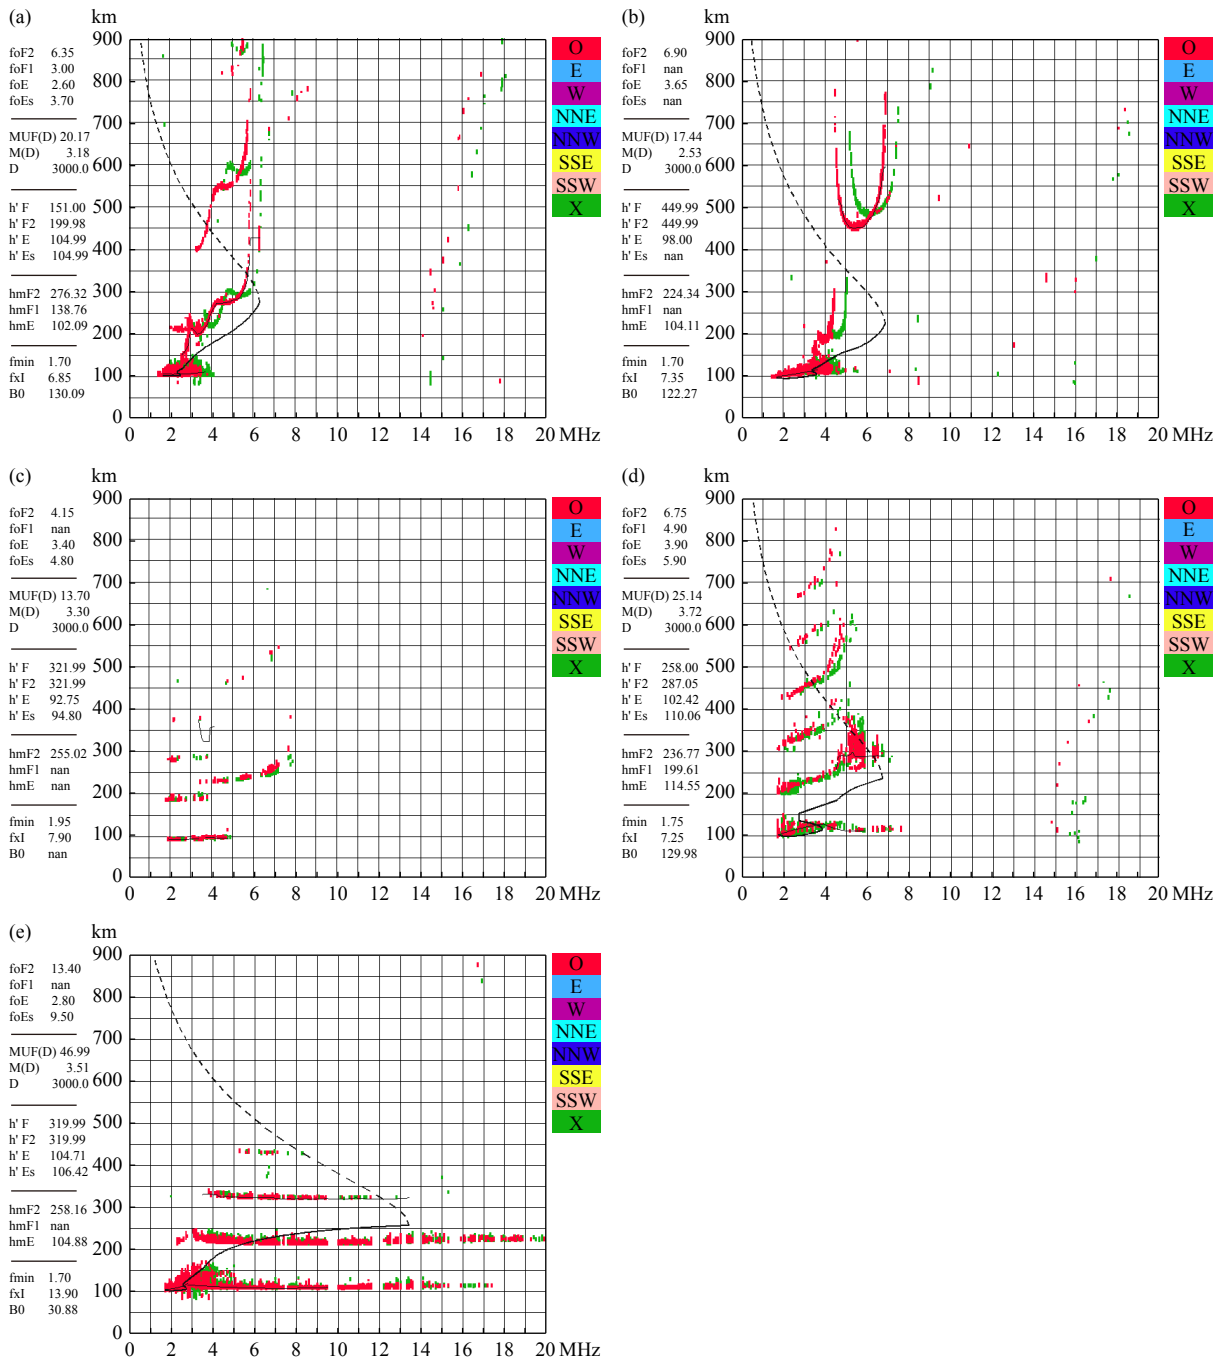 (a)
km
foF2 6.35
foF1 3.00
foE 2.60
foEs 3.70
MUF(D) 20.17
M(D) 3.18
D 3000.0
h' F 151.00
h' F2 199.98
h' E 104.99
h' Es 104.99
hmF2 276.32
hmF1 138.76
hmE 102.09
fmin 1.70
fxI 6.85
B0 130.09
900
800
700
600
500
400
300
200
100
0
2 4 6 8 10 12 14 16 18 20 MHz
O
E
W
NNE
NNW
SSE
SSW
X
(b)
km
foF2 6.90
foF1 nan
foE 3.65
foEs nan
MUF(D) 17.44
M(D) 2.53
D 3000.0
h' F 449.99
h' F2 449.99
h' E 98.00
h' Es nan
hmF2 224.34
hmF1 nan
hmE 104.11
fmin 1.70
fxI 7.35
B0 122.27
900
800
700
600
500
400
300
200
100
0
0 2 4 6 8 10 12 14 16 18 20 MHz
O
E
W
NNE
NNW
SSE
SSW
X
(c)
km
foF2 4.15
foF1 nan
foE 3.40
foEs 4.80
MUF(D) 13.70
M(D) 3.30
D 3000.0
h' F 321.99
h' F2 321.99
h' E 92.75
h' Es 94.80
hmF2 255.02
hmF1 nan
hmE nan
fmin 1.95
fxI 7.90
B0 nan
900
800
700
600
500
400
300
200
100
0
2 4 6 8 10 12 14 16 18 20 MHz
O
E
W
NNE
NNW
SSE
SSW
X
(d)
km
foF2 6.75
foF1 4.90
foE 3.90
foEs 5.90
MUF(D) 25.14
M(D) 3.72
D 3000.0
h' F 258.00
h' F2 287.05
h' E 102.42
h' Es 110.06
hmF2 236.77
hmF1 199.61
hmE 114.55
fmin 1.75
fxI 7.25
B0 129.98
900
800
700
600
500
400
300
200
100
0
0 2 4 6 8 10 12 14 16 18 20 MHz
O
E
W
NNE
NNW
SSE
SSW
X
(e)
km
foF2 13.40
foF1 nan
foE 2.80
foEs 9.50
MUF(D) 46.99
M(D) 3.51
D 3000.0
h' F 319.99
h' F2 319.99
h' E 104.71
h' Es 106.42
hmF2 258.16
hmF1 nan
hmE 104.88
fmin 1.70
fxI 13.90
B0 30.88
900
800
700
600
500
400
300
200
100
0
2 4 6 8 10 12 14 16 18 20 MHz
O
E
W
NNE
NNW
SSE
SSW
X